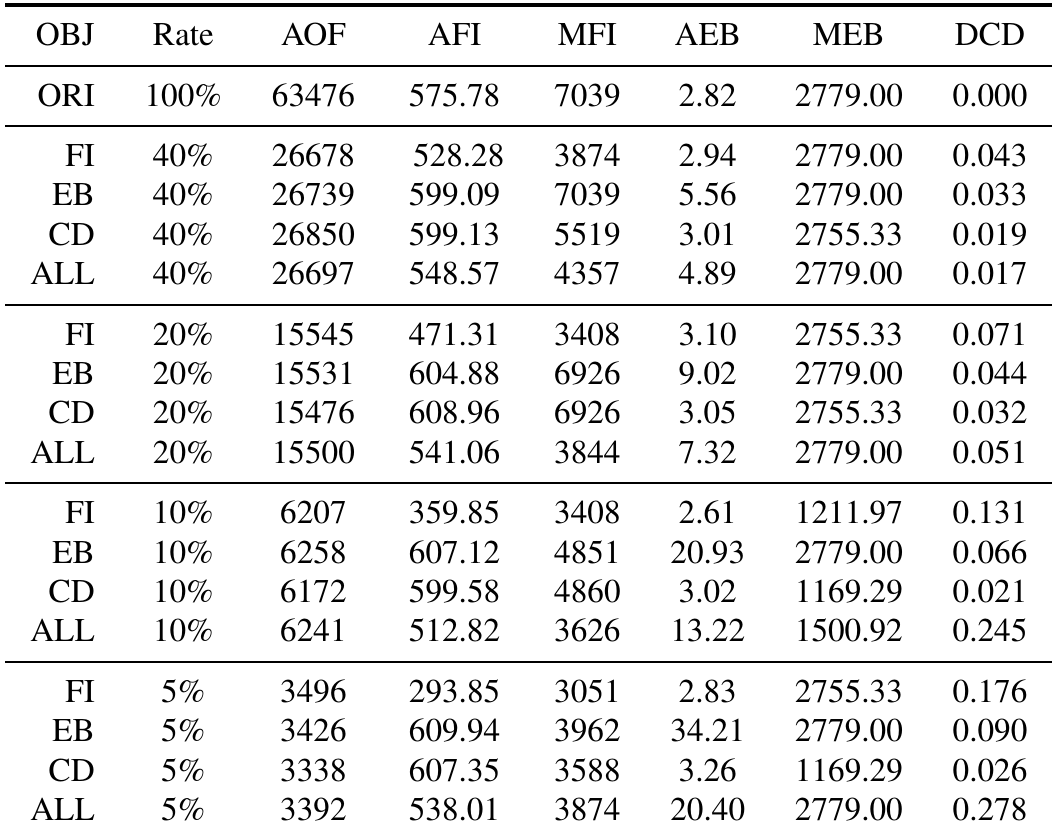 OBJ Rate AOF AFI MFI AEB MEB DCD
ORI 100% 63476 575.78 7039 2.82 2779.00 0.000
FI 40% 26678 528.28 3874 2.94 2779.00 0.043
EB 40% 26739 599.09 7039 5.56 2779.00 0.033
CD 40% 26850 599.13 5519 3.01 2755.33 0.019
ALL 40% 26697 548.57 4357 4.89 2779.00 0.017
FI 20% 15545 471.31 3408 3.10 2755.33 0.071
EB 20% 15531 604.88 6926 9.02 2779.00 0.044
CD 20% 15476 608.96 6926 3.05 2755.33 0.032
ALL 20% 15500 541.06 3844 7.32 2779.00 0.051
FI 10% 6207 359.85 3408 2.61 1211.97 0.131
EB 10% 6258 607.12 4851 20.93 2779.00 0.066
CD 10% 6172 599.58 4860 3.02 1169.29 0.021
ALL 10% 6241 512.82 3626 13.22 1500.92 0.245
FI 5% 3496 293.85 3051 2.83 2755.33 0.176
EB 5% 3426 609.94 3962 34.21 2779.00 0.090
CD 5% 3338 607.35 3588 3.26 1169.29 0.026
ALL 5% 3392 538.01 3874 20.40 2779.00 0.278